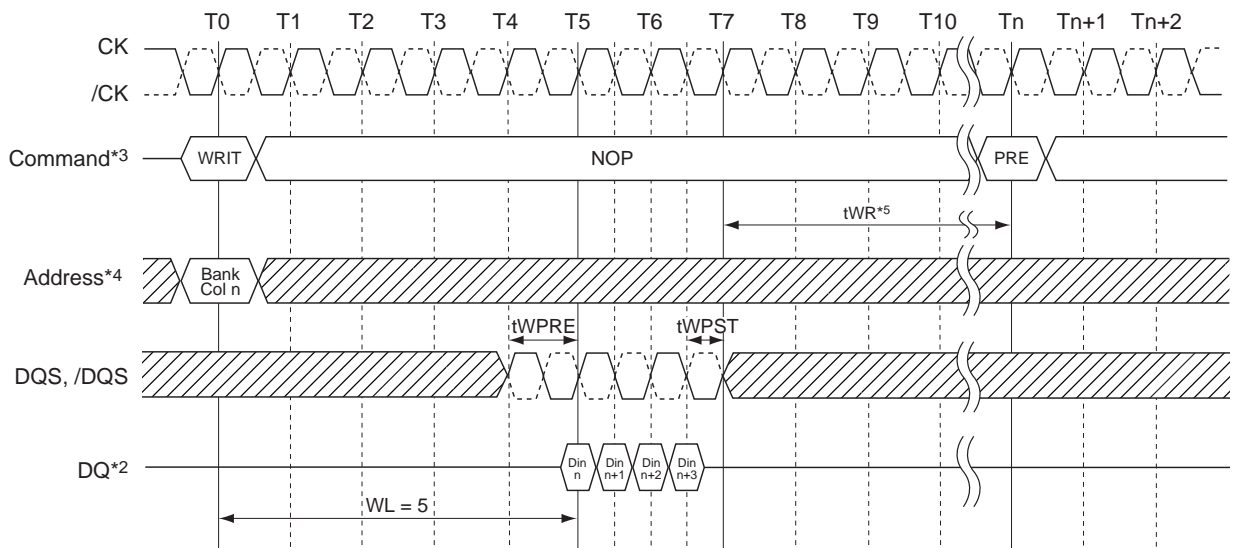 T0 T1 T2 T3 T4 T5 T6 T7 T8 T9 T10 Tn Tn+1 Tn+2
CK
/CK
Command*3 WRIT NOP PRE
tWR*5
Address*4 Bank
Col n
tWPRE tWPST
DQS, /DQS
DQ*2 Din
n Din
n+1 Din
n+2 Din
n+3
WL = 5